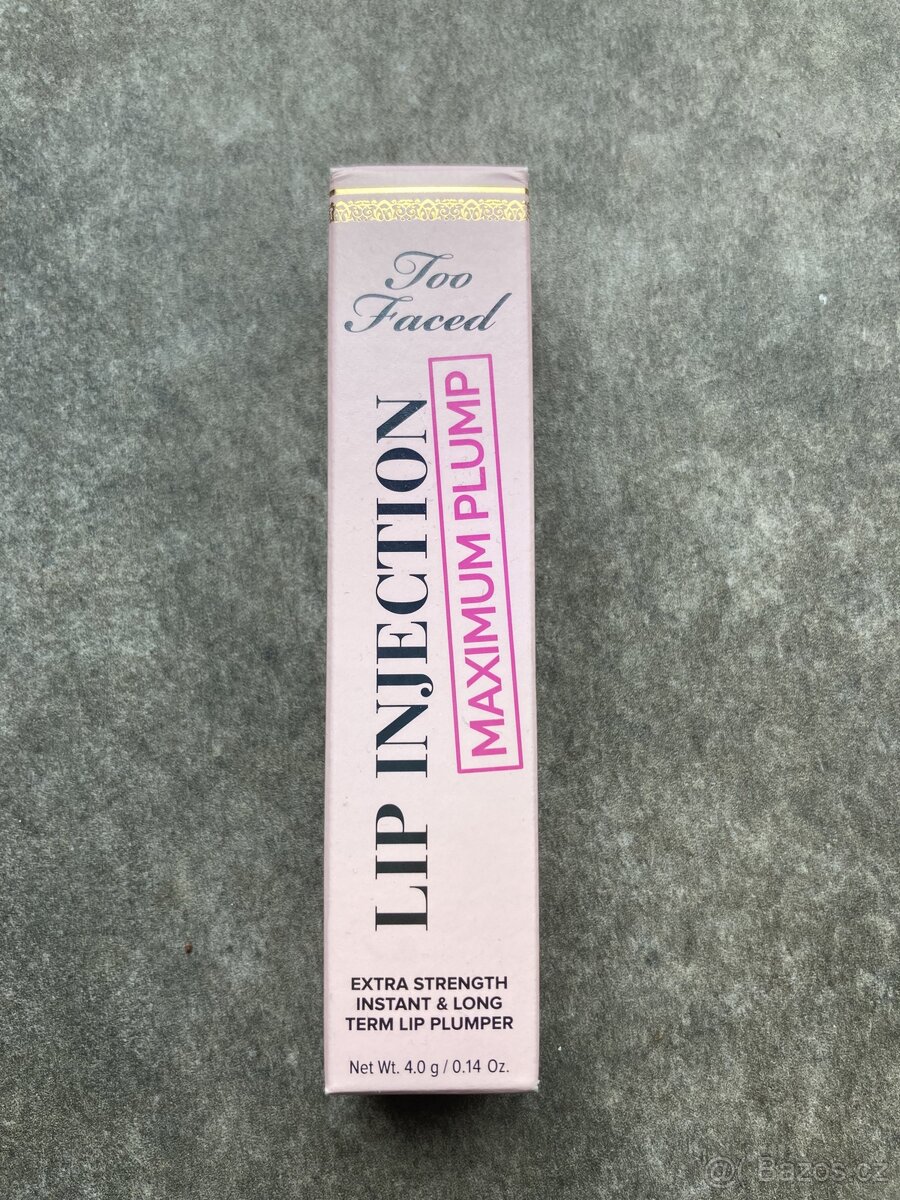 Too
Faced
LIP INJECTION
MAXIMUM PLUMP
EXTRA STRENGTH
INSTANT & LONG
TERM LIP PLUMPER
Net Wt. 4.0 g / 0.14 Oz.
@ Bazos.cz